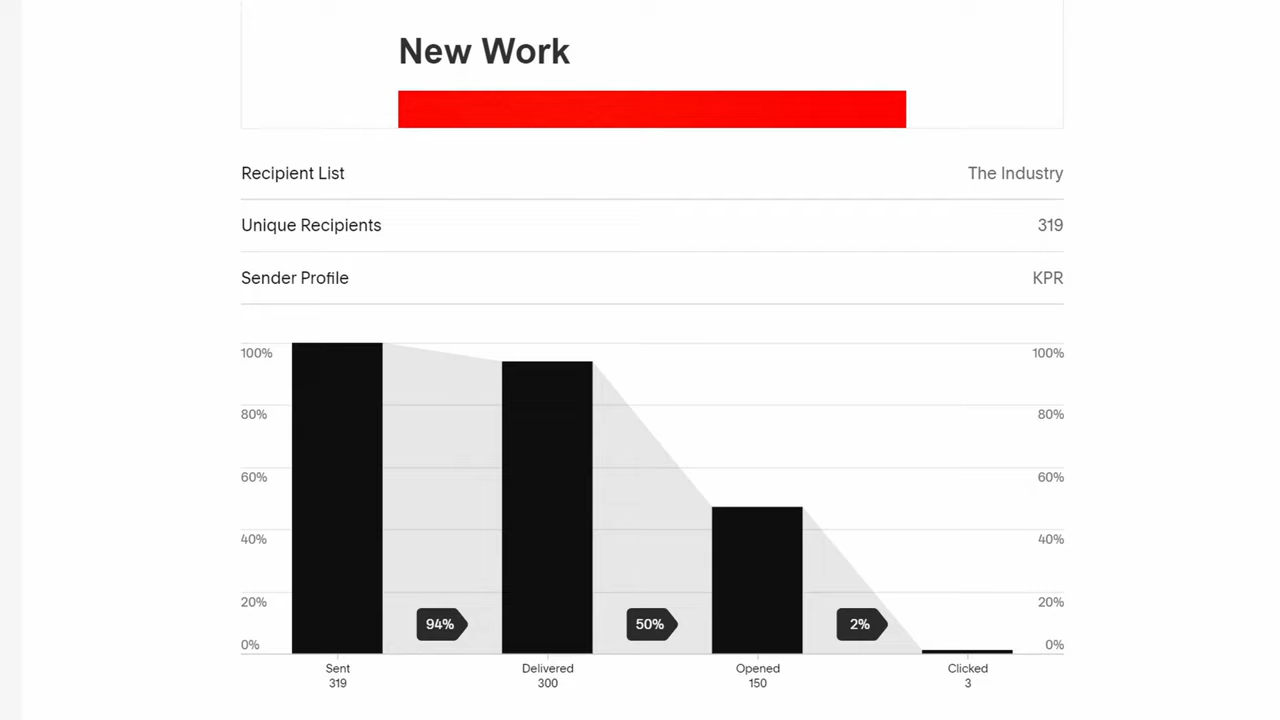 New Work
Recipient List The Industry
Unique Recipients 319
Sender Profile KPR
100% 100%
80% 80%
60% 60%
40% 40%
20% 20%
94% 50% 2%
0% 0%
Sent Delivered Opened Clicked
319 300 150 3